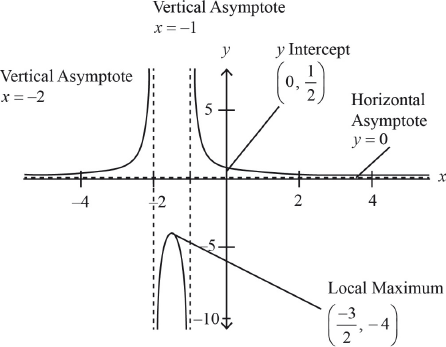 Vertical Asymptote
x = –1
y
y Intercept
(0, 1/2)
Vertical Asymptote
x = –2
5
Horizontal
Asymptote
y = 0
x
–4
–2
2
4
–5
Local Maximum
(–3/2, –4)
–10